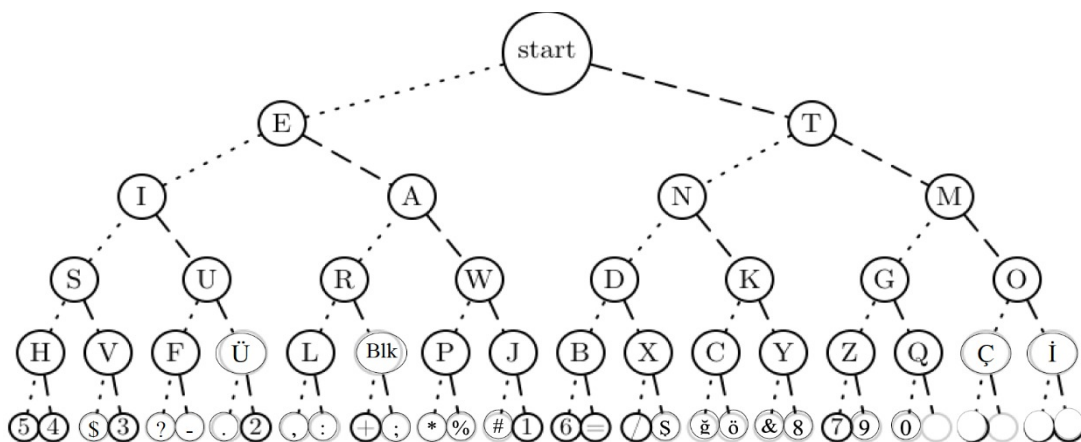 start
E T
I A N M
S U R W D K G O
H V F Ü L Blk P J B X C Y Z Q Ç İ
5 4 $ 3 ? - . 2 , : + ; * % # 1 6 = / Ş ğ ö & 8 7 9 0